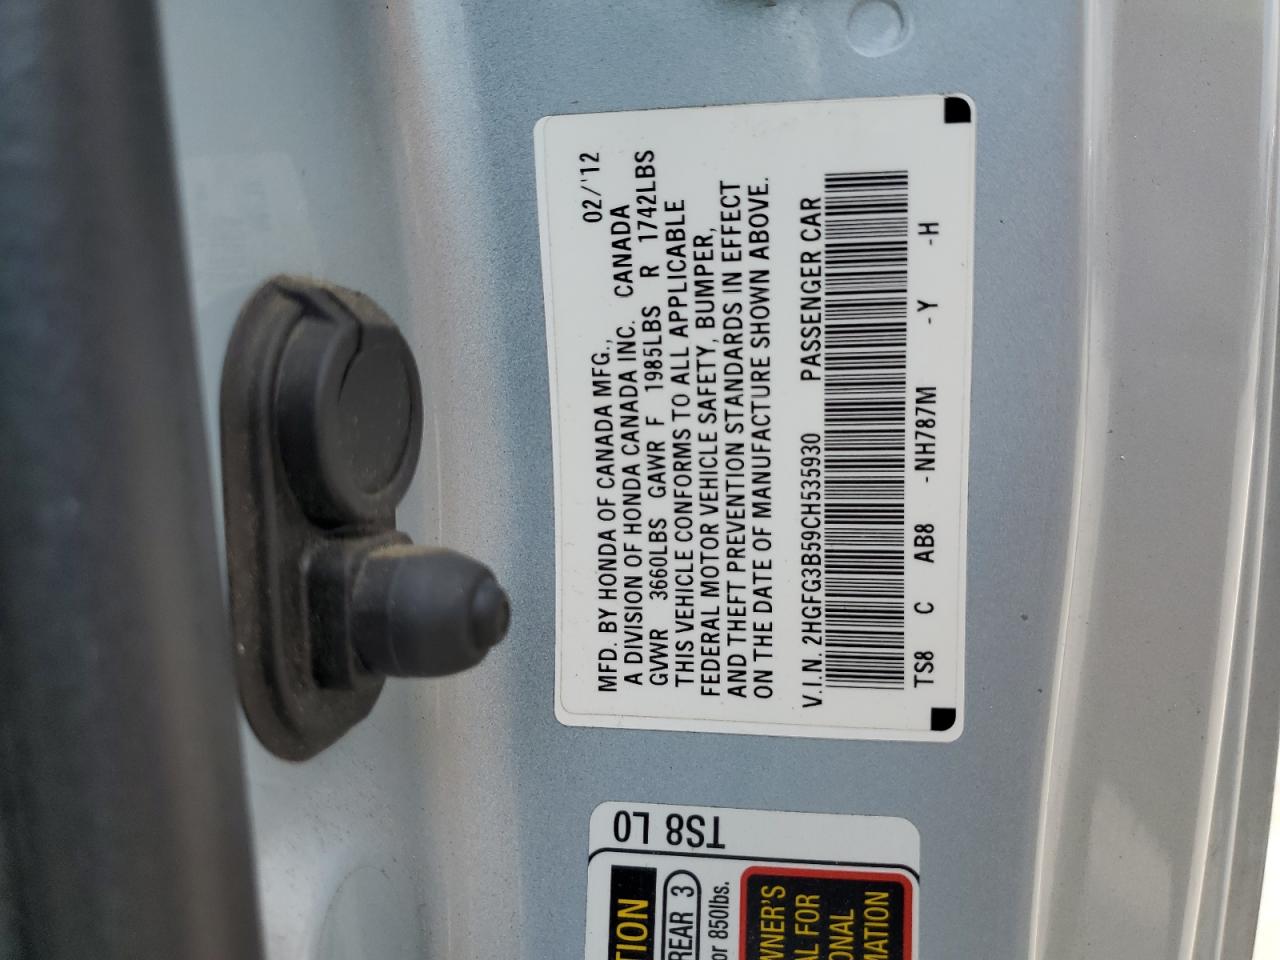 MFD. BY HONDA OF CANADA MFG., 02/'12
A DIVISION OF HONDA CANADA INC. CANADA
GVWR 3660LBS GAWR F 1985LBS R 1742LBS
THIS VEHICLE CONFORMS TO ALL APPLICABLE
FEDERAL MOTOR VEHICLE SAFETY, BUMPER,
AND THEFT PREVENTION STANDARDS IN EFFECT
ON THE DATE OF MANUFACTURE SHOWN ABOVE.
V.I.N. 2HGFG3B59CH535930 PASSENGER CAR
TS8 C AB8 -NH787M -Y -H
TS8 L0
TION
REAR 3
or 850lbs.
WNER'S
AL FOR
ONAL
MATION